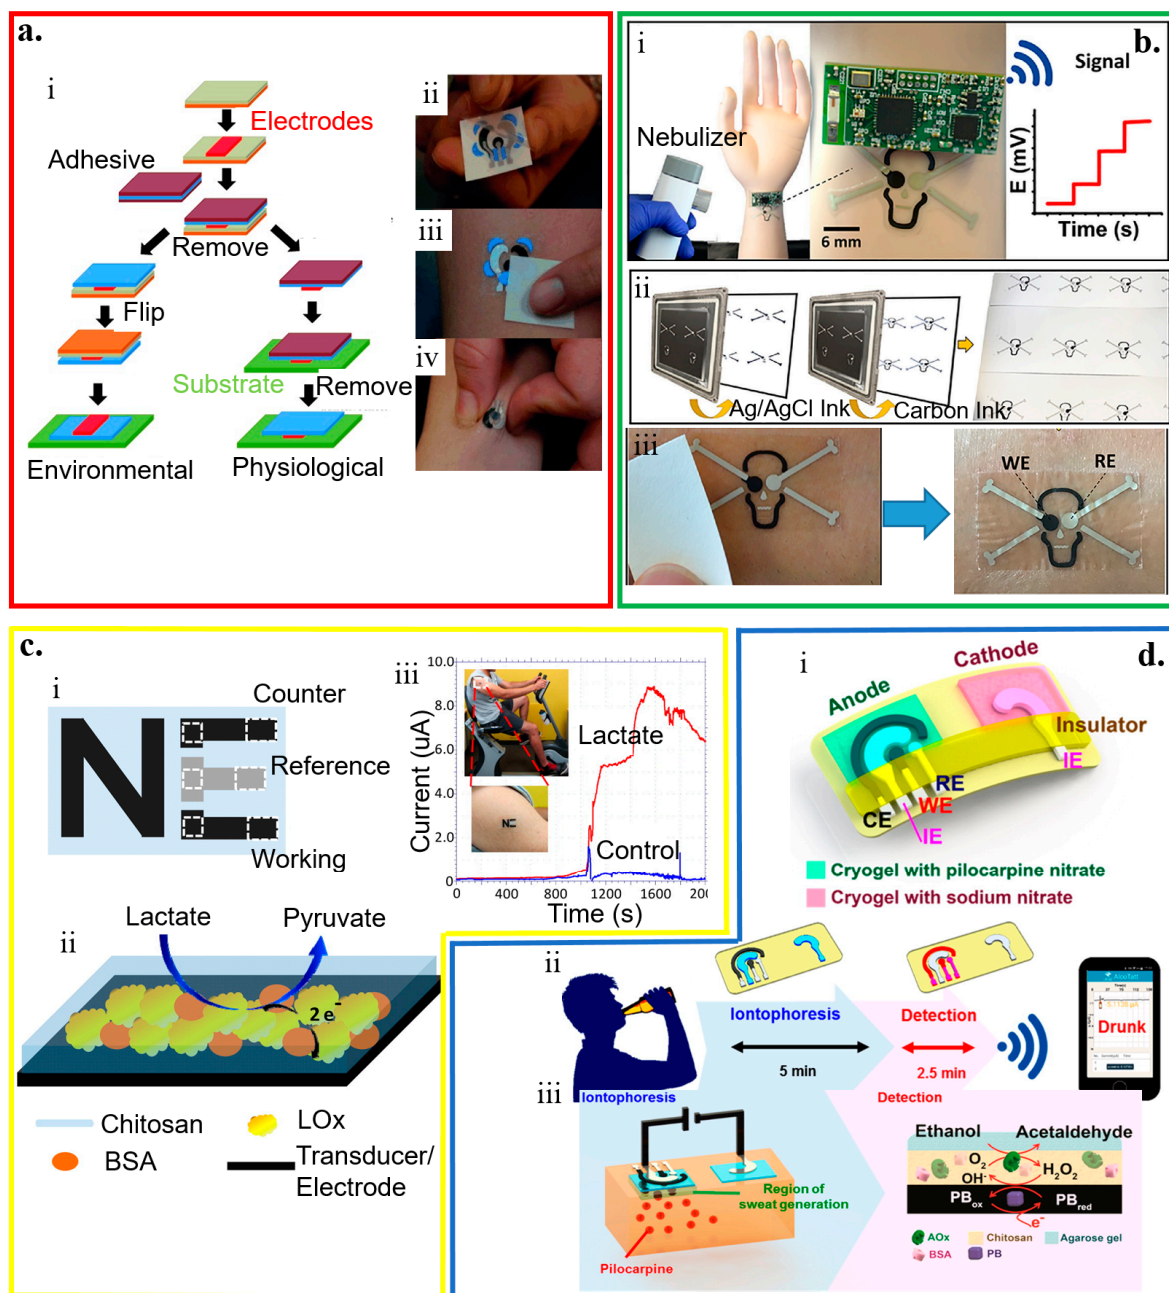 a.
i
Electrodes
Adhesive
Remove
Flip
Substrate
Remove
Environmental
Physiological
ii
iii
iv
b.
i
Nebulizer
6 mm
Signal
E (mV)
Time (s)
ii
Ag/AgCl Ink
Carbon Ink
iii
WE
RE
c.
i
N
Counter
Reference
Working
iii
10.0
8.0
6.0
4.0
2.0
0.0
Current (uA)
Lactate
Control
0
400
800
1200
1600
200
Time (s)
ii
Lactate
Pyruvate
2 e-
Chitosan
LOx
BSA
Transducer/
Electrode
d.
i
Cathode
Anode
Insulator
IE
RE
WE
CE
IE
Cryogel with pilocarpine nitrate
Cryogel with sodium nitrate
ii
Iontophoresis
Detection
5 min
2.5 min
Drunk
iii
Iontophoresis
Detection
Region of
sweat generation
Pilocarpine
Ethanol
Acetaldehyde
O2
H2O2
OH-
PBox
PBred
e-
AOx
Chitosan
Agarose gel
BSA
PB